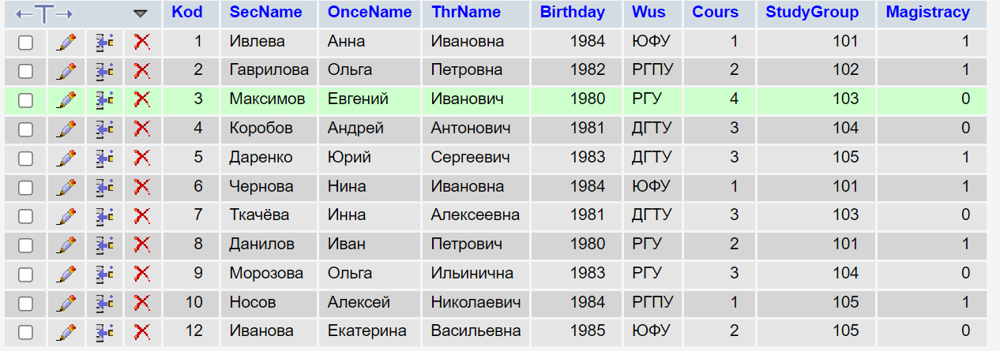 Kod SecName OnceName ThrName Birthday Wus Cours StudyGroup Magistracy
1 Ивлева Анна Ивановна 1984 ЮФУ 1 101 1
2 Гаврилова Ольга Петровна 1982 РГПУ 2 102 1
3 Максимов Евгений Иванович 1980 РГУ 4 103 0
4 Коробов Андрей Антонович 1981 ДГТУ 3 104 0
5 Даренко Юрий Сергеевич 1983 ДГТУ 3 105 1
6 Чернова Нина Ивановна 1984 ЮФУ 1 101 1
7 Ткачёва Инна Алексеевна 1981 ДГТУ 3 103 0
8 Данилов Иван Петрович 1980 РГУ 2 101 1
9 Морозова Ольга Ильинична 1983 РГУ 3 104 0
10 Носов Алексей Николаевич 1984 РГПУ 1 105 1
12 Иванова Екатерина Васильевна 1985 ЮФУ 2 105 0